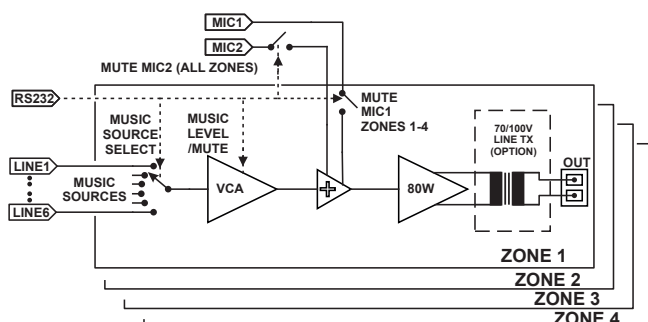 MIC1
MIC2
MUTE MIC2 (ALL ZONES)
RS232
MUSIC
SOURCE
SELECT
MUSIC
LEVEL
/MUTE
MUTE
MIC1
ZONES 1-4
70/100V
LINE TX
(OPTION)
OUT
LINE1
MUSIC
SOURCES
LINE6
VCA
+
80W
ZONE 1
ZONE 2
ZONE 3
ZONE 4